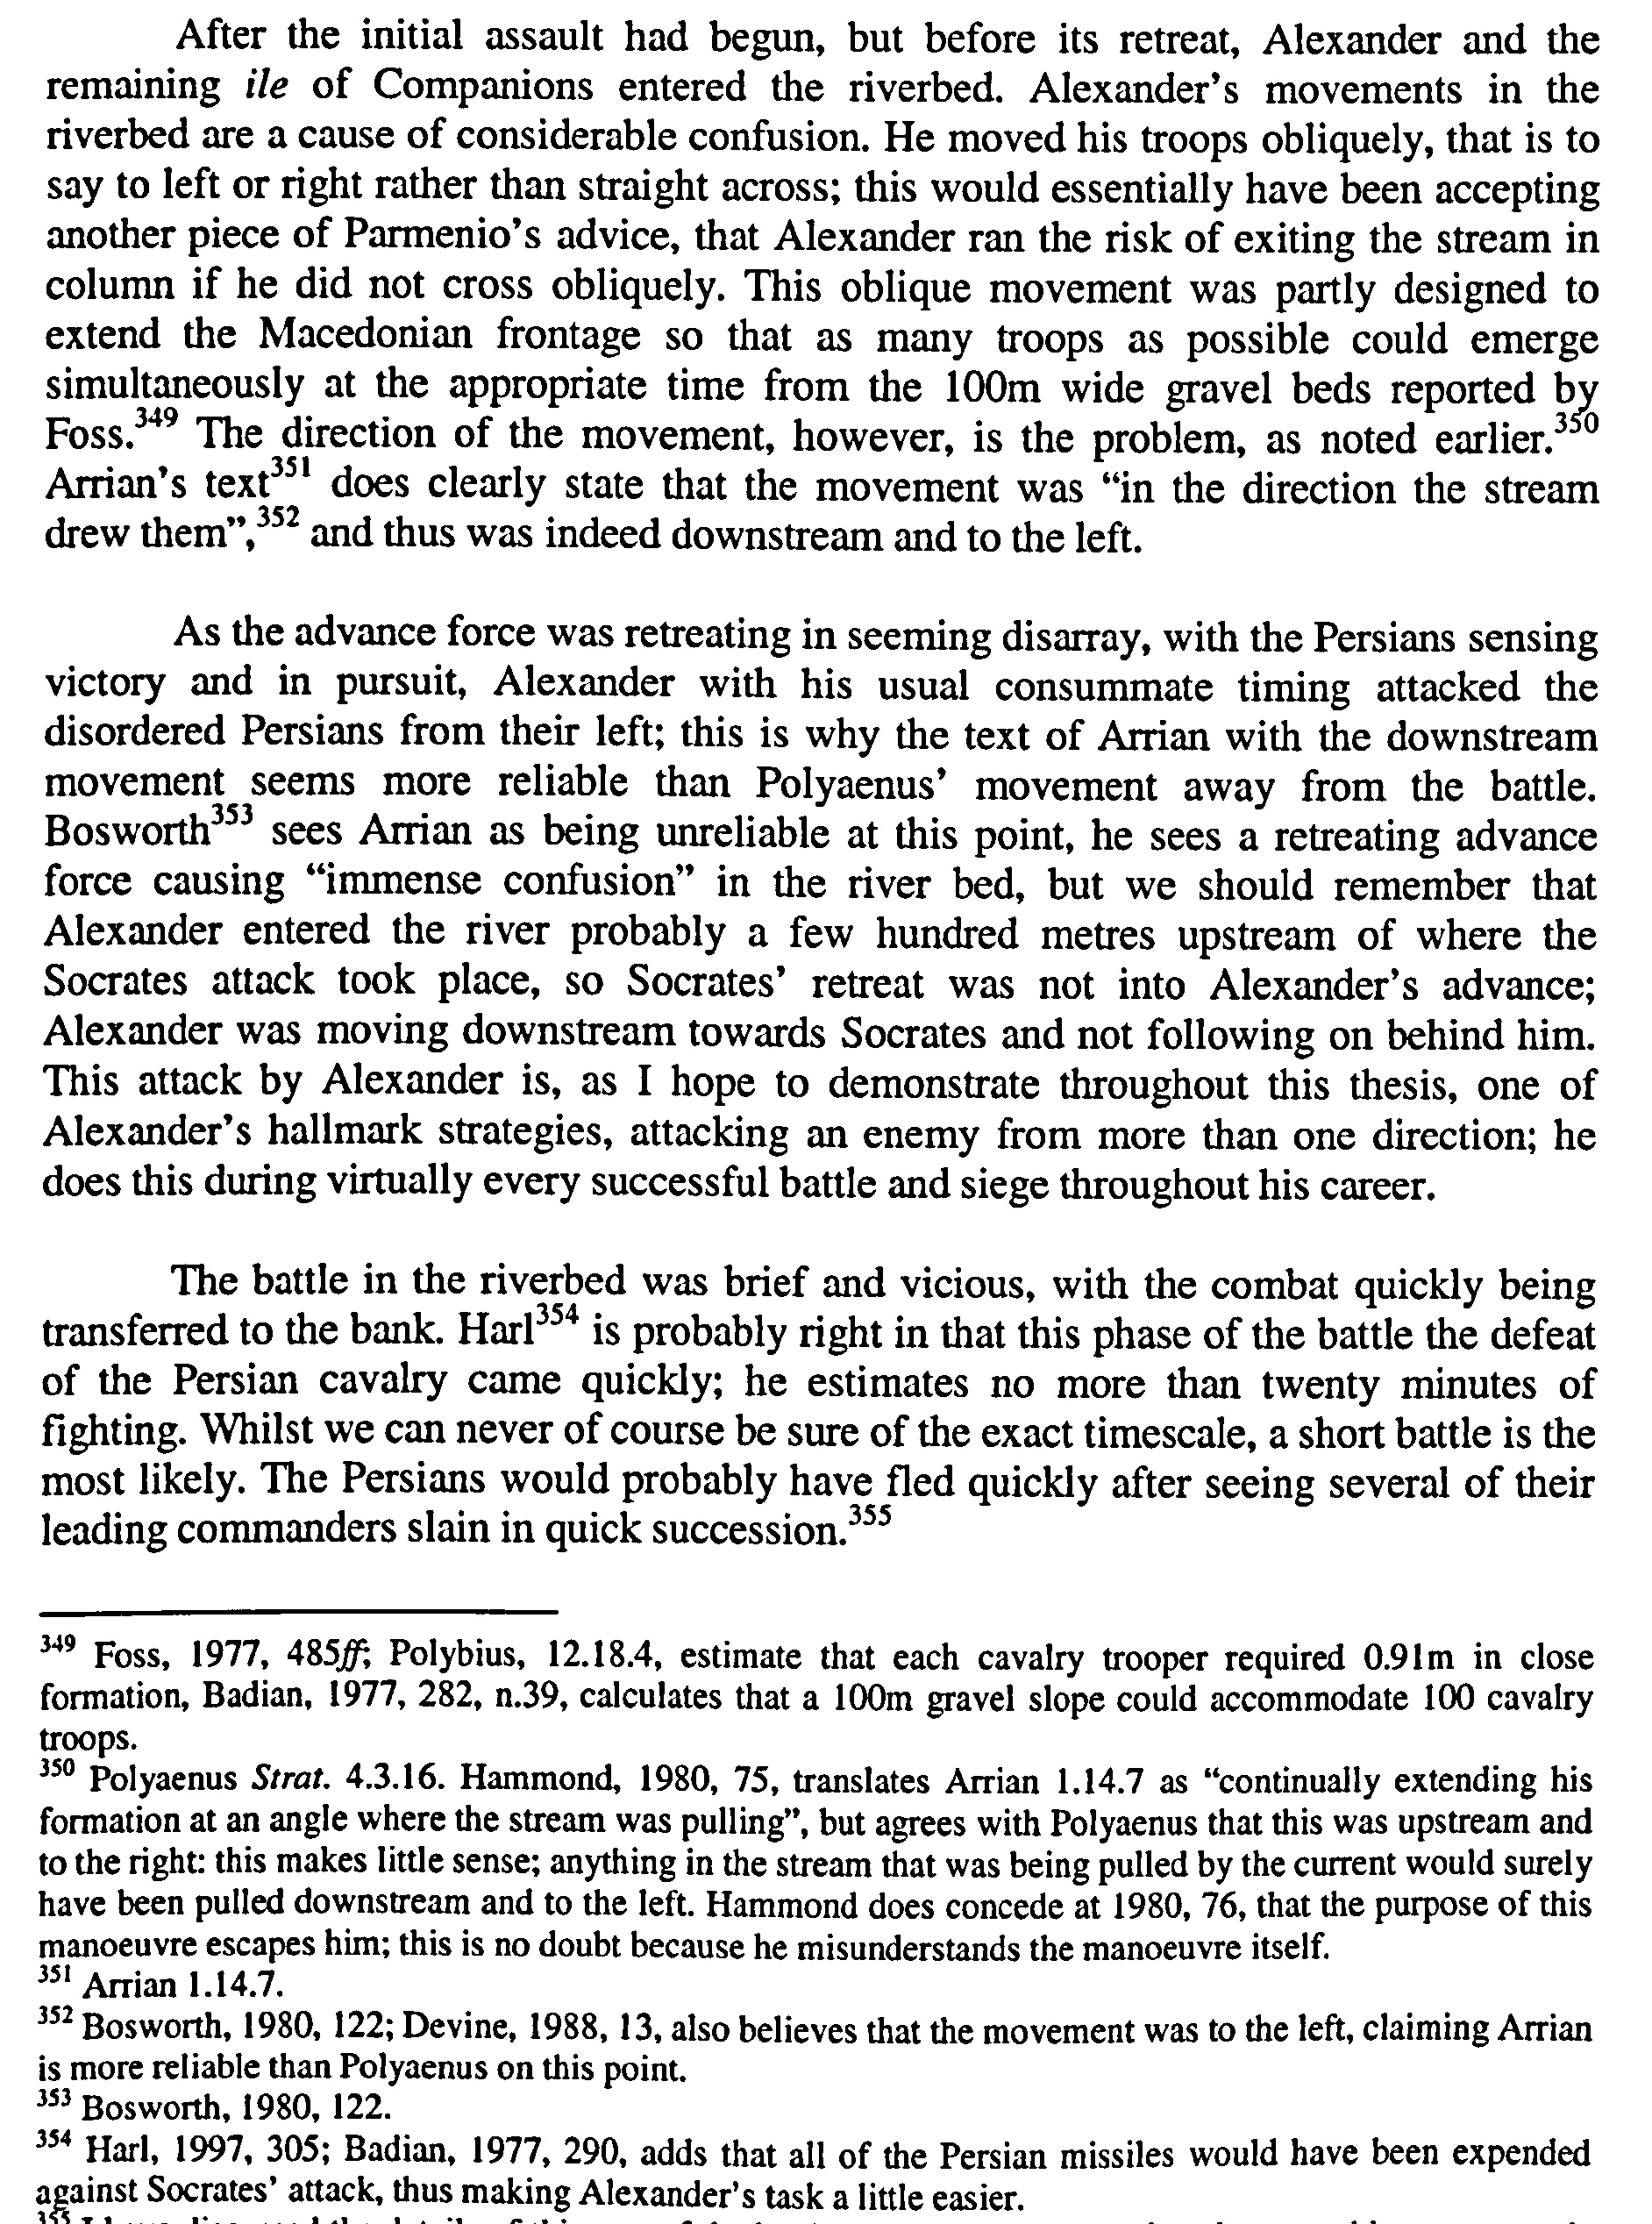 After the initial assault had begun, but before its retreat, Alexander and the
remaining ile of Companions entered the riverbed. Alexander's movements in the
riverbed are a cause of considerable confusion. He moved his troops obliquely, that is to
say to left or right rather than straight across; this would essentially have been accepting
another piece of Parmenio's advice, that Alexander ran the risk of exiting the stream in
column if he did not cross obliquely. This oblique movement was partly designed to
extend the Macedonian frontage so that as many troops as possible could emerge
simultaneously at the appropriate time from the 100m wide gravel beds reported by
Foss.349 The direction of the movement, however, is the problem, as noted earlier.350
Arrian's text351 does clearly state that the movement was “in the direction the stream
drew them”,352 and thus was indeed downstream and to the left.
As the advance force was retreating in seeming disarray, with the Persians sensing
victory and in pursuit, Alexander with his usual consummate timing attacked the
disordered Persians from their left; this is why the text of Arrian with the downstream
movement seems more reliable than Polyaenus' movement away from the battle.
Bosworth353 sees Arrian as being unreliable at this point, he sees a retreating advance
force causing “immense confusion” in the river bed, but we should remember that
Alexander entered the river probably a few hundred metres upstream of where the
Socrates attack took place, so Socrates' retreat was not into Alexander's advance;
Alexander was moving downstream towards Socrates and not following on behind him.
This attack by Alexander is, as I hope to demonstrate throughout this thesis, one of
Alexander's hallmark strategies, attacking an enemy from more than one direction; he
does this during virtually every successful battle and siege throughout his career.
The battle in the riverbed was brief and vicious, with the combat quickly being
transferred to the bank. Harl354 is probably right in that this phase of the battle the defeat
of the Persian cavalry came quickly; he estimates no more than twenty minutes of
fighting. Whilst we can never of course be sure of the exact timescale, a short battle is the
most likely. The Persians would probably have fled quickly after seeing several of their
leading commanders slain in quick succession.355
349 Foss, 1977, 485ff; Polybius, 12.18.4, estimate that each cavalry trooper required 0.91m in close
formation, Badian, 1977, 282, n.39, calculates that a 100m gravel slope could accommodate 100 cavalry
troops.
350 Polyaenus Strat. 4.3.16. Hammond, 1980, 75, translates Arrian 1.14.7 as “continually extending his
formation at an angle where the stream was pulling”, but agrees with Polyaenus that this was upstream and
to the right: this makes little sense; anything in the stream that was being pulled by the current would surely
have been pulled downstream and to the left. Hammond does concede at 1980, 76, that the purpose of this
manoeuvre escapes him; this is no doubt because he misunderstands the manoeuvre itself.
351 Arrian 1.14.7.
352 Bosworth, 1980, 122; Devine, 1988, 13, also believes that the movement was to the left, claiming Arrian
is more reliable than Polyaenus on this point.
353 Bosworth, 1980, 122.
354 Harl, 1997, 305; Badian, 1977, 290, adds that all of the Persian missiles would have been expended
against Socrates' attack, thus making Alexander's task a little easier.